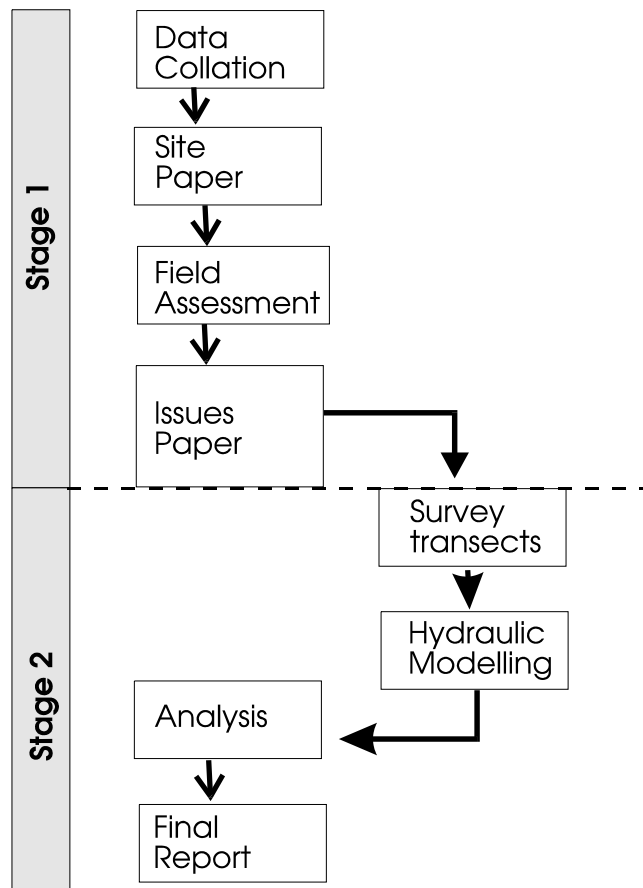 Stage 1
Data
Collation
Site
Paper
Field
Assessment
Issues
Paper
Stage 2
Survey
transects
Hydraulic
Modelling
Analysis
Final
Report